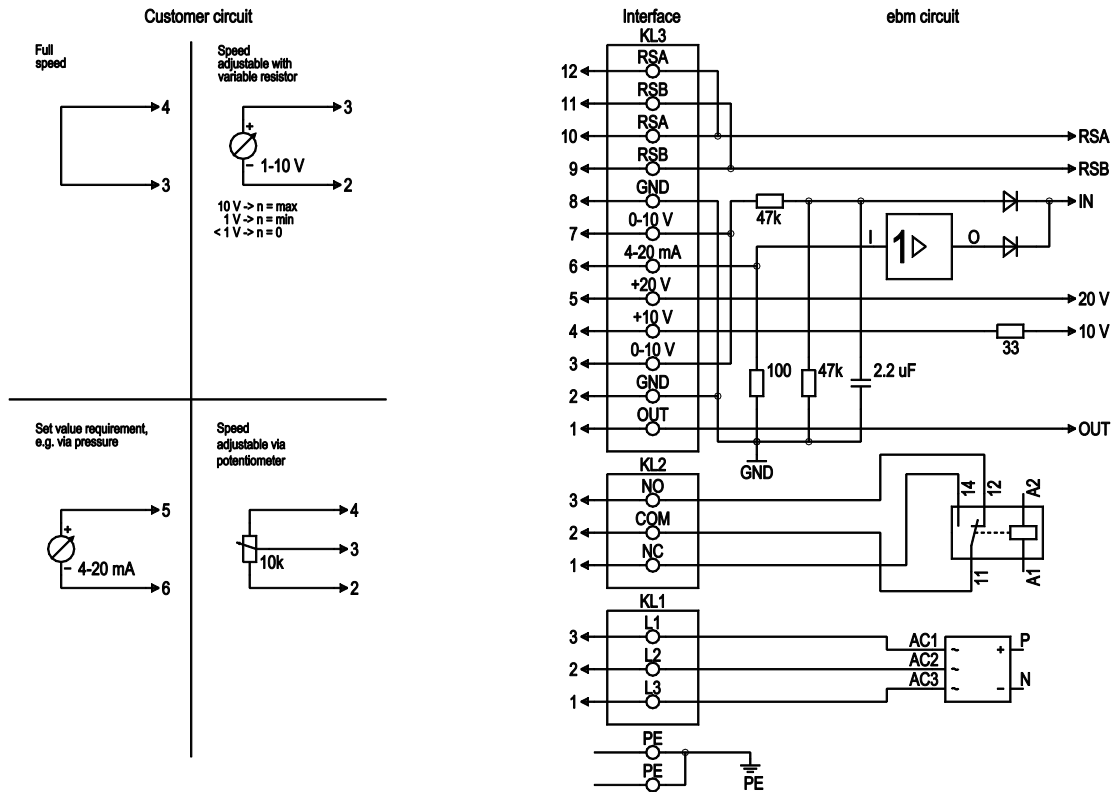 Customer circuit
Interface
ebm circuit
Full
speed
4
3
Speed
adjustable with
variable resistor
3
+
1-10 V
−
2
10 V -> n = max
1 V -> n = min
< 1 V -> n = 0
Set value requirement,
e.g. via pressure
5
+
4-20 mA
−
6
Speed
adjustable via
potentiometer
4
3
10k
2
KL3
12 RSA
11 RSB
10 RSA RSA
9 RSB RSB
8 GND IN
7 0-10 V
6 4-20 mA
5 +20 V 20 V
4 +10 V 10 V
3 0-10 V
2 GND
1 OUT OUT
47k
I 1 O
33
100 47k 2.2 uF
GND
KL2
3 NO
2 COM
1 NC
14 12 A2
11 A1
KL1
3 L1 AC1 ~ + P
2 L2 AC2 ~
1 L3 AC3 ~ − N
PE
PE
PE